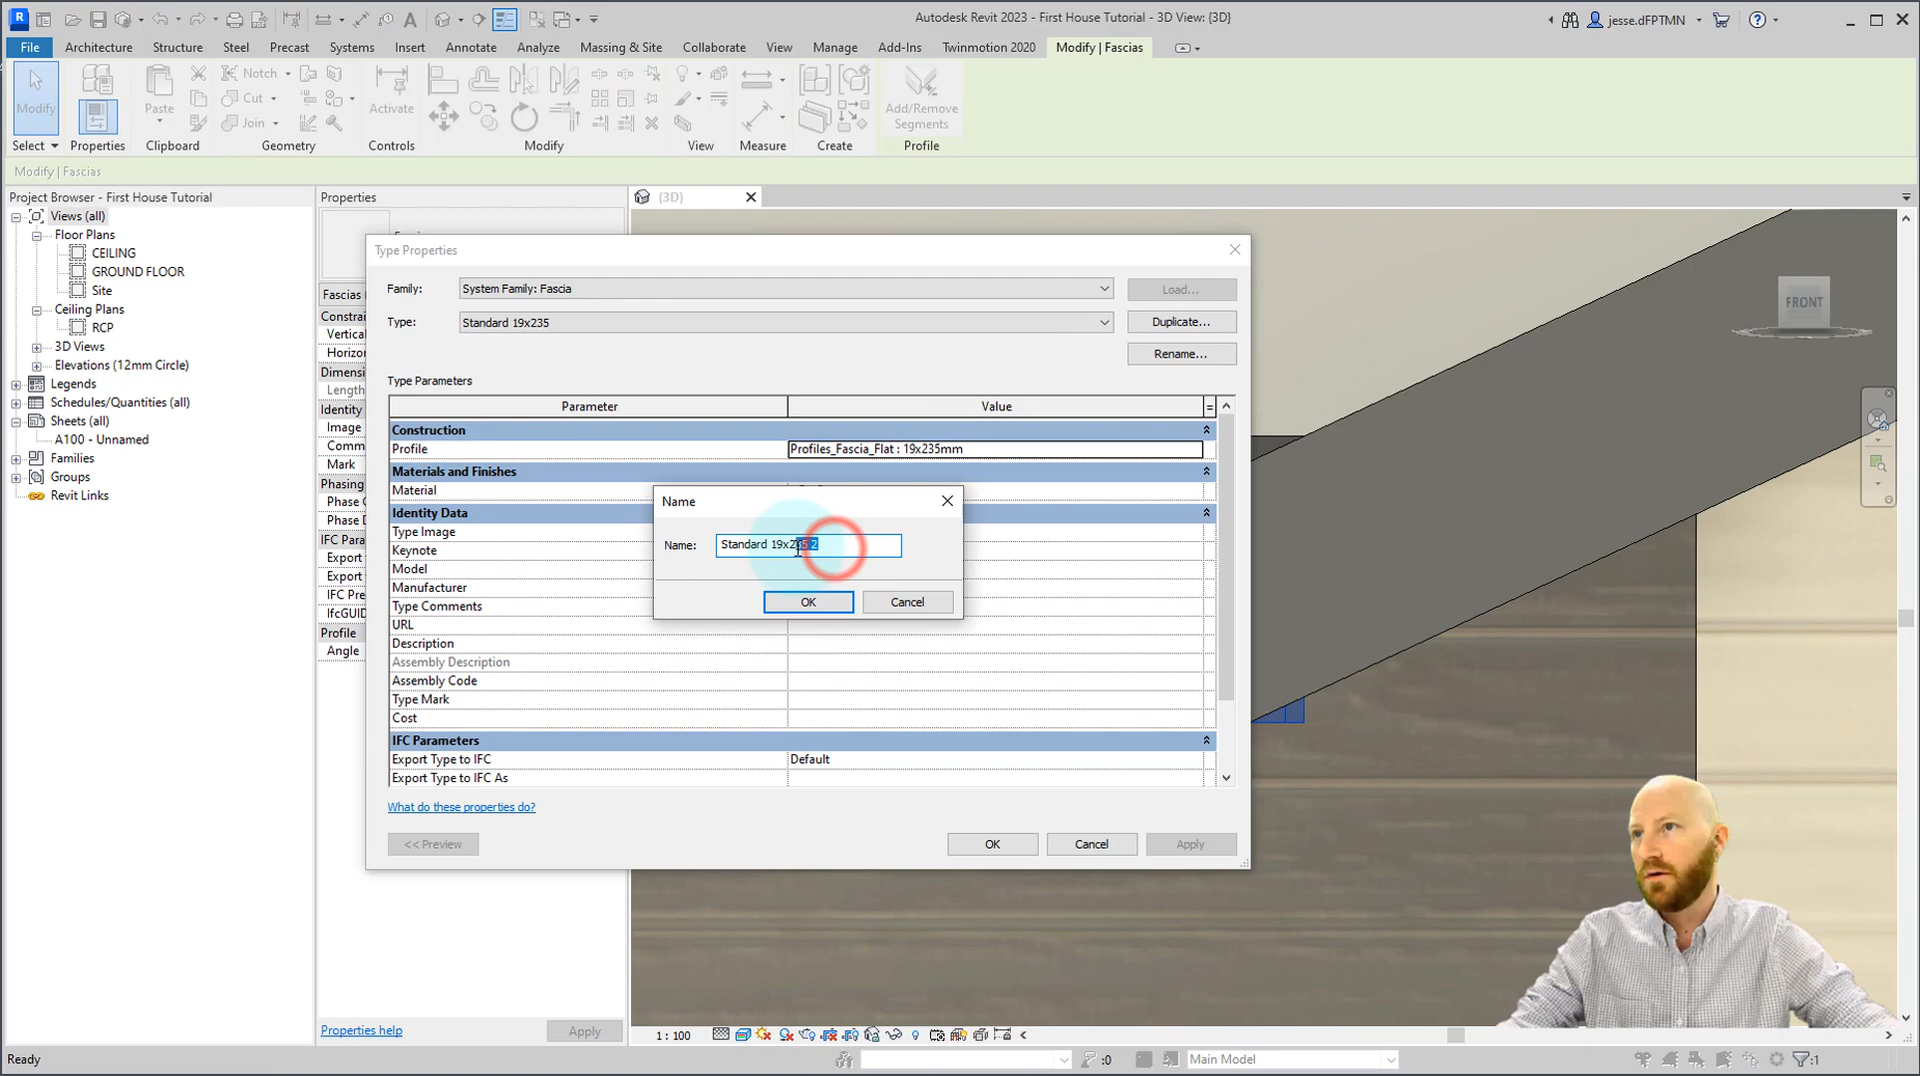 Autodesk Revit 2023 - First House Tutorial - 3D View: {3D}
jesse.dFPTMN
File Architecture Structure Steel Precast Systems Insert Annotate Analyze Massing & Site Collaborate View Manage Add-Ins Twinmotion 2020 Modify | Fascias
Modify
Paste
Notch
Cut
Join
Activate
Add/Remove
Segments
Select Properties Clipboard Geometry Controls Modify View Measure Create Profile
Modify | Fascias
Project Browser - First House Tutorial
Views (all)
Floor Plans
CEILING
GROUND FLOOR
Site
Ceiling Plans
RCP
3D Views
Elevations (12mm Circle)
Legends
Schedules/Quantities (all)
Sheets (all)
A100 - Unnamed
Families
Groups
Revit Links
Properties
Fascias
Constrai
Vertica
Horizon
Dimensi
Length
Identity
Image
Comm
Mark
Phasing
Phase C
Phase D
IFC Para
Export
Export
IFC Pre
IfcGUID
Profile
Angle
Properties help
Apply
{3D}
Type Properties
Family: System Family: Fascia Load...
Type: Standard 19x235 Duplicate...
Rename...
Type Parameters
Parameter Value =
Construction
Profile Profiles_Fascia_Flat : 19x235mm
Materials and Finishes
Material
Identity Data
Type Image
Keynote
Model
Manufacturer
Type Comments
URL
Description
Assembly Description
Assembly Code
Type Mark
Cost
IFC Parameters
Export Type to IFC Default
Export Type to IFC As
What do these properties do?
<< Preview OK Cancel Apply
Name
Name: Standard 19x235 2
OK Cancel
FRONT
1 : 100
Ready
:0
Main Model
:1